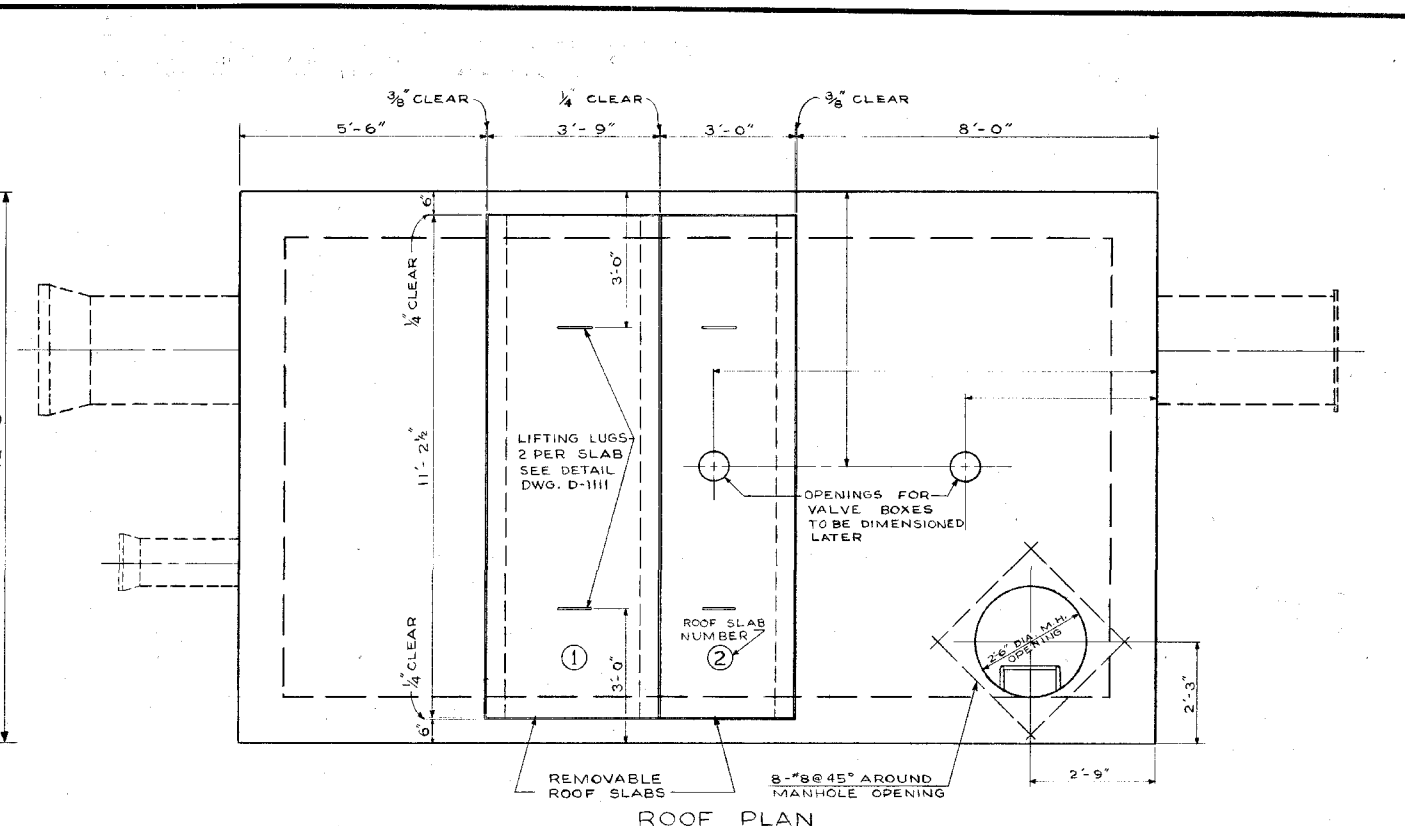 3/8" CLEAR
1/4" CLEAR
3/8" CLEAR
5'-6"
3'-9"
3'-0"
8'-0"
6"
1/4" CLEAR
3'-0"
11'-2 1/2"
LIFTING LUGS
2 PER SLAB
SEE DETAIL
DWG. D-1111
OPENINGS FOR
VALVE BOXES
TO BE DIMENSIONED
LATER
ROOF SLAB
NUMBER
1
2
2'-6" DIA. M.H.
OPENING
1/4" CLEAR
3'-0"
6"
2'-3"
2'-9"
REMOVABLE
ROOF SLABS
8-#8@45° AROUND
MANHOLE OPENING
ROOF PLAN